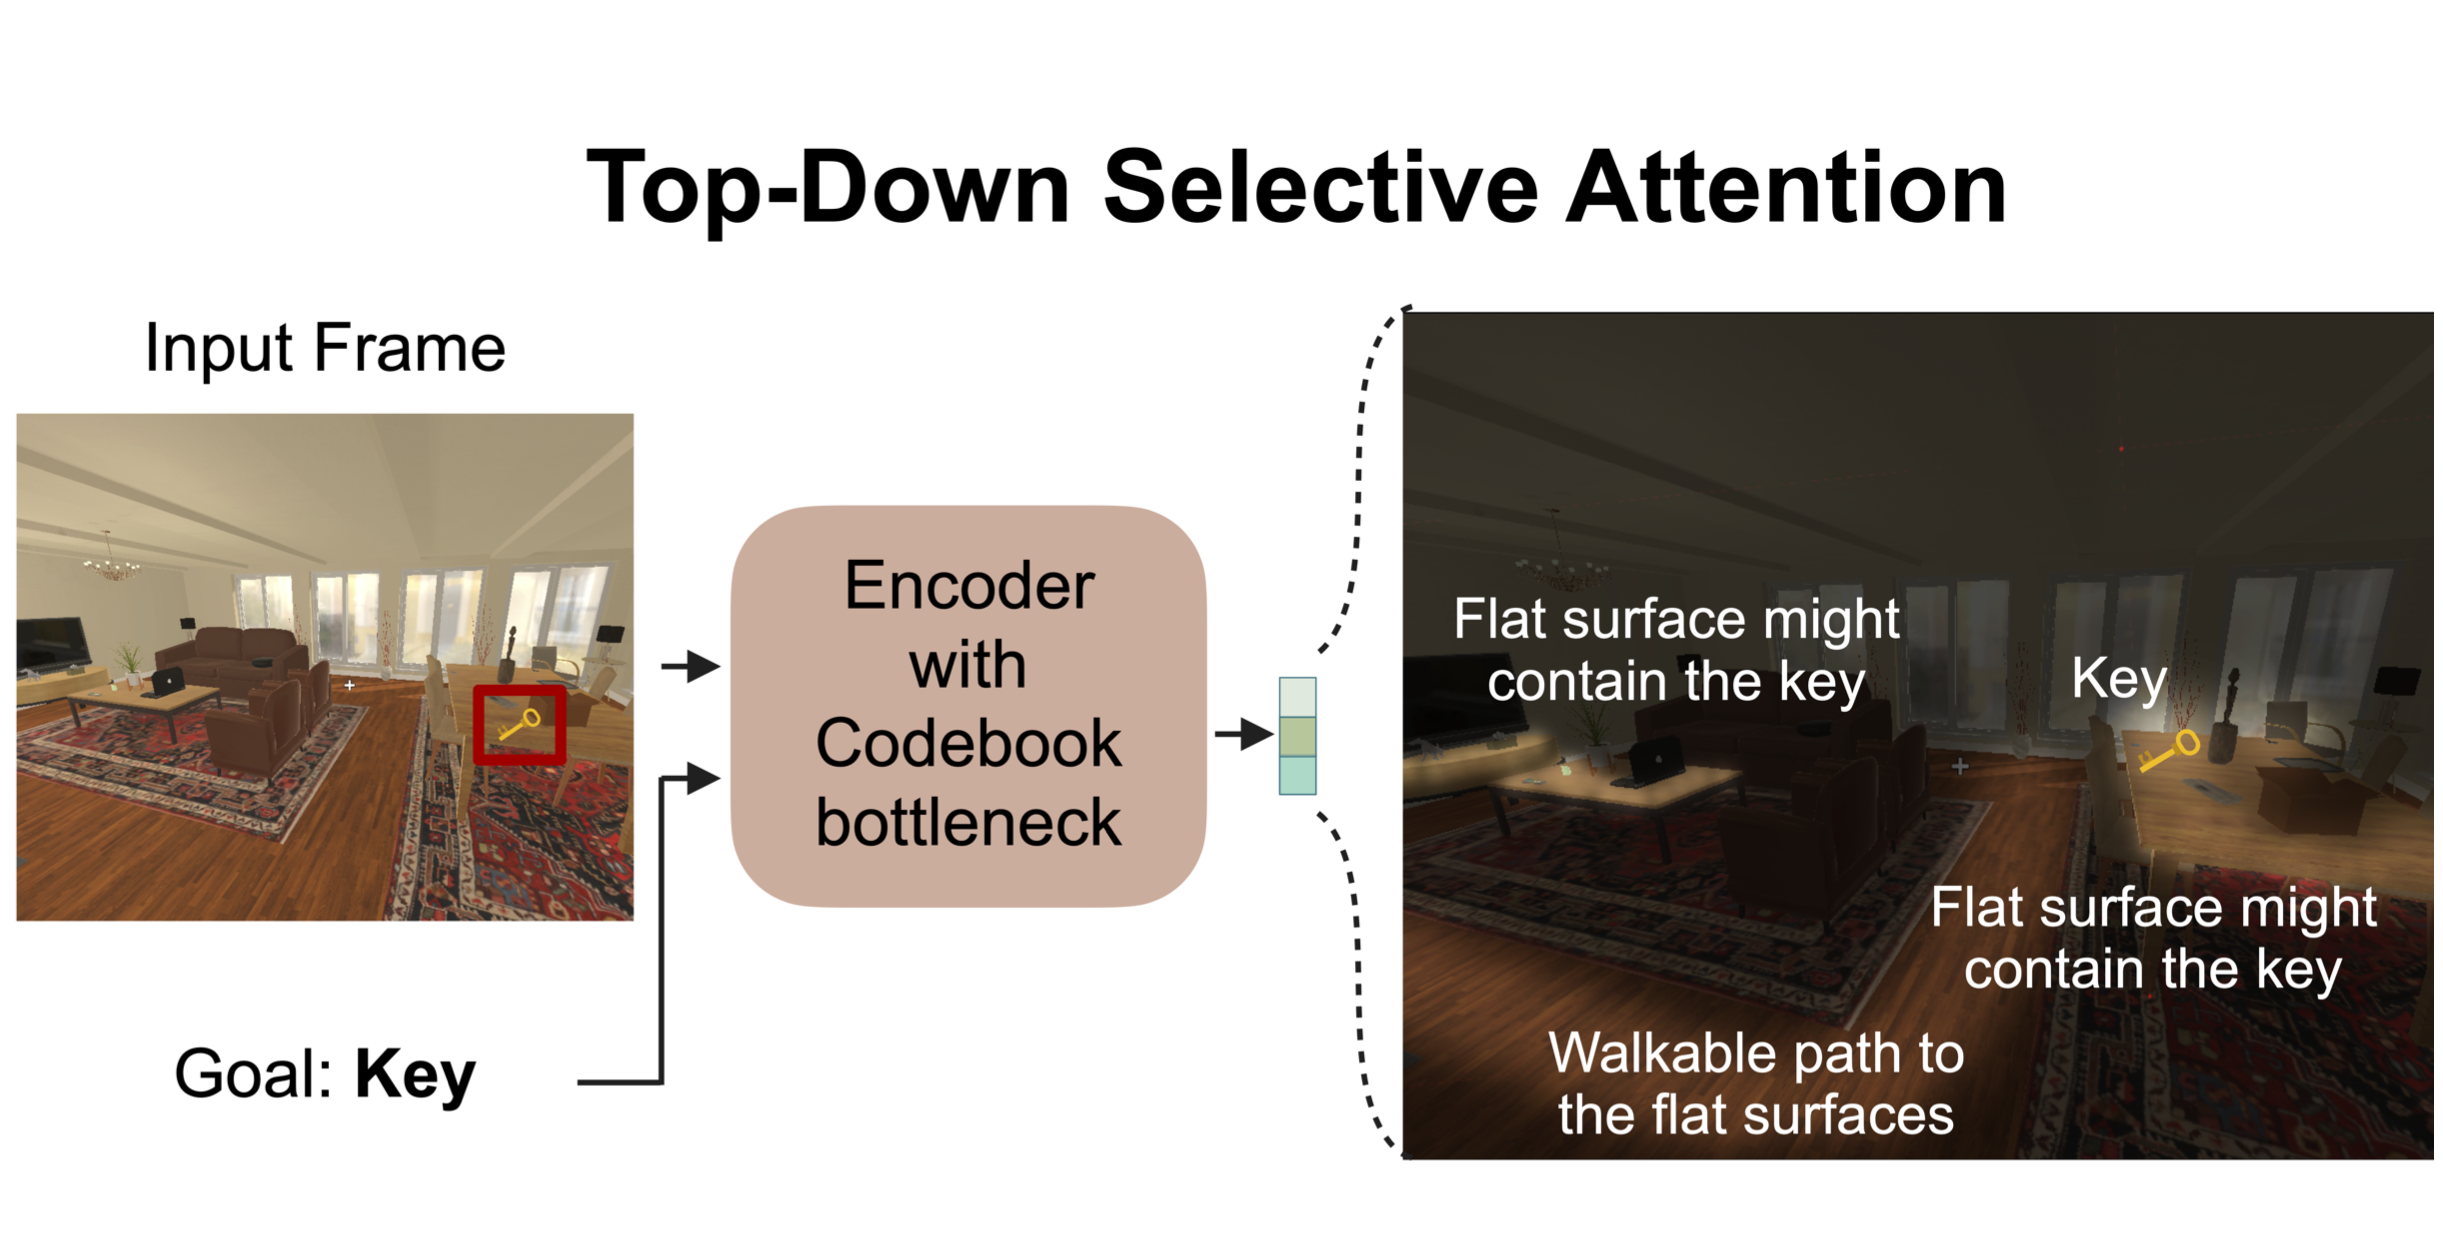 Top-Down Selective Attention
Input Frame
Encoder
with
Codebook
bottleneck
Goal: Key
Flat surface might
contain the key
Key
Flat surface might
contain the key
Walkable path to
the flat surfaces